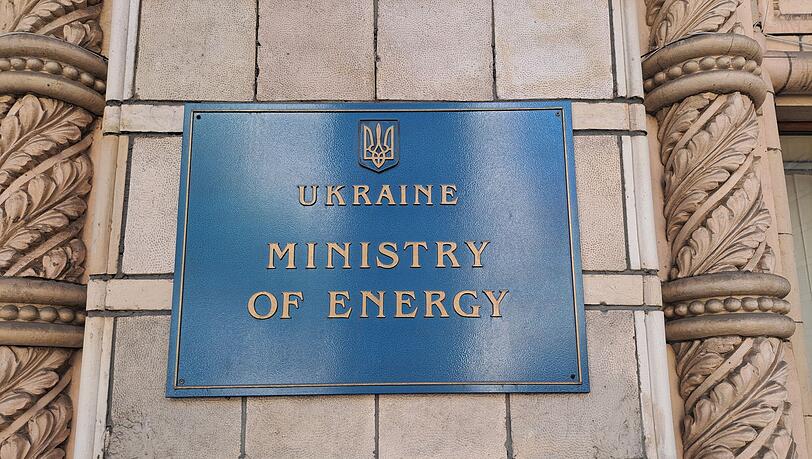 UKRAINE
MINISTRY
OF ENERGY